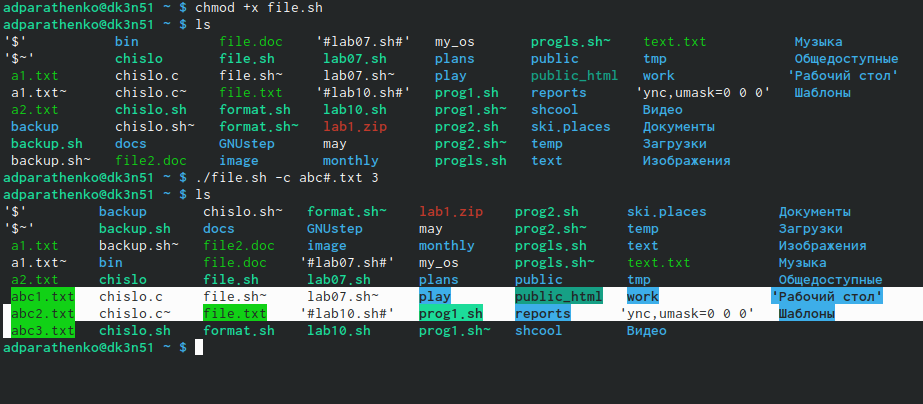 adparathenko@dk3n51 ~ $ chmod +x file.sh
adparathenko@dk3n51 ~ $ ls
'$' bin file.doc '#lab07.sh#' my_os progls.sh~ text.txt Музыка
'$~' chislo file.sh lab07.sh plans public tmp Общедоступные
a1.txt chislo.c file.sh~ lab07.sh~ play public_html work 'Рабочий стол'
a1.txt~ chislo.c~ file.txt '#lab10.sh#' prog1.sh reports 'ync,umask=0 0 0' Шаблоны
a2.txt chislo.sh format.sh lab10.sh prog1.sh~ shcool Видео
backup chislo.sh~ format.sh~ lab1.zip prog2.sh ski.places Документы
backup.sh docs GNUstep may prog2.sh~ temp Загрузки
backup.sh~ file2.doc image monthly progls.sh text Изображения
adparathenko@dk3n51 ~ $ ./file.sh -c abc#.txt 3
adparathenko@dk3n51 ~ $ ls
'$' backup chislo.sh~ format.sh~ lab1.zip prog2.sh ski.places Документы
'$~' backup.sh docs GNUstep may prog2.sh~ temp Загрузки
a1.txt backup.sh~ file2.doc image monthly progls.sh text Изображения
a1.txt~ bin file.doc '#lab07.sh#' my_os progls.sh~ text.txt Музыка
a2.txt chislo file.sh lab07.sh plans public tmp Общедоступные
abc1.txt chislo.c file.sh~ lab07.sh~ play public_html work 'Рабочий стол'
abc2.txt chislo.c~ file.txt '#lab10.sh#' prog1.sh reports 'ync,umask=0 0 0' Шаблоны
abc3.txt chislo.sh format.sh lab10.sh prog1.sh~ shcool Видео
adparathenko@dk3n51 ~ $